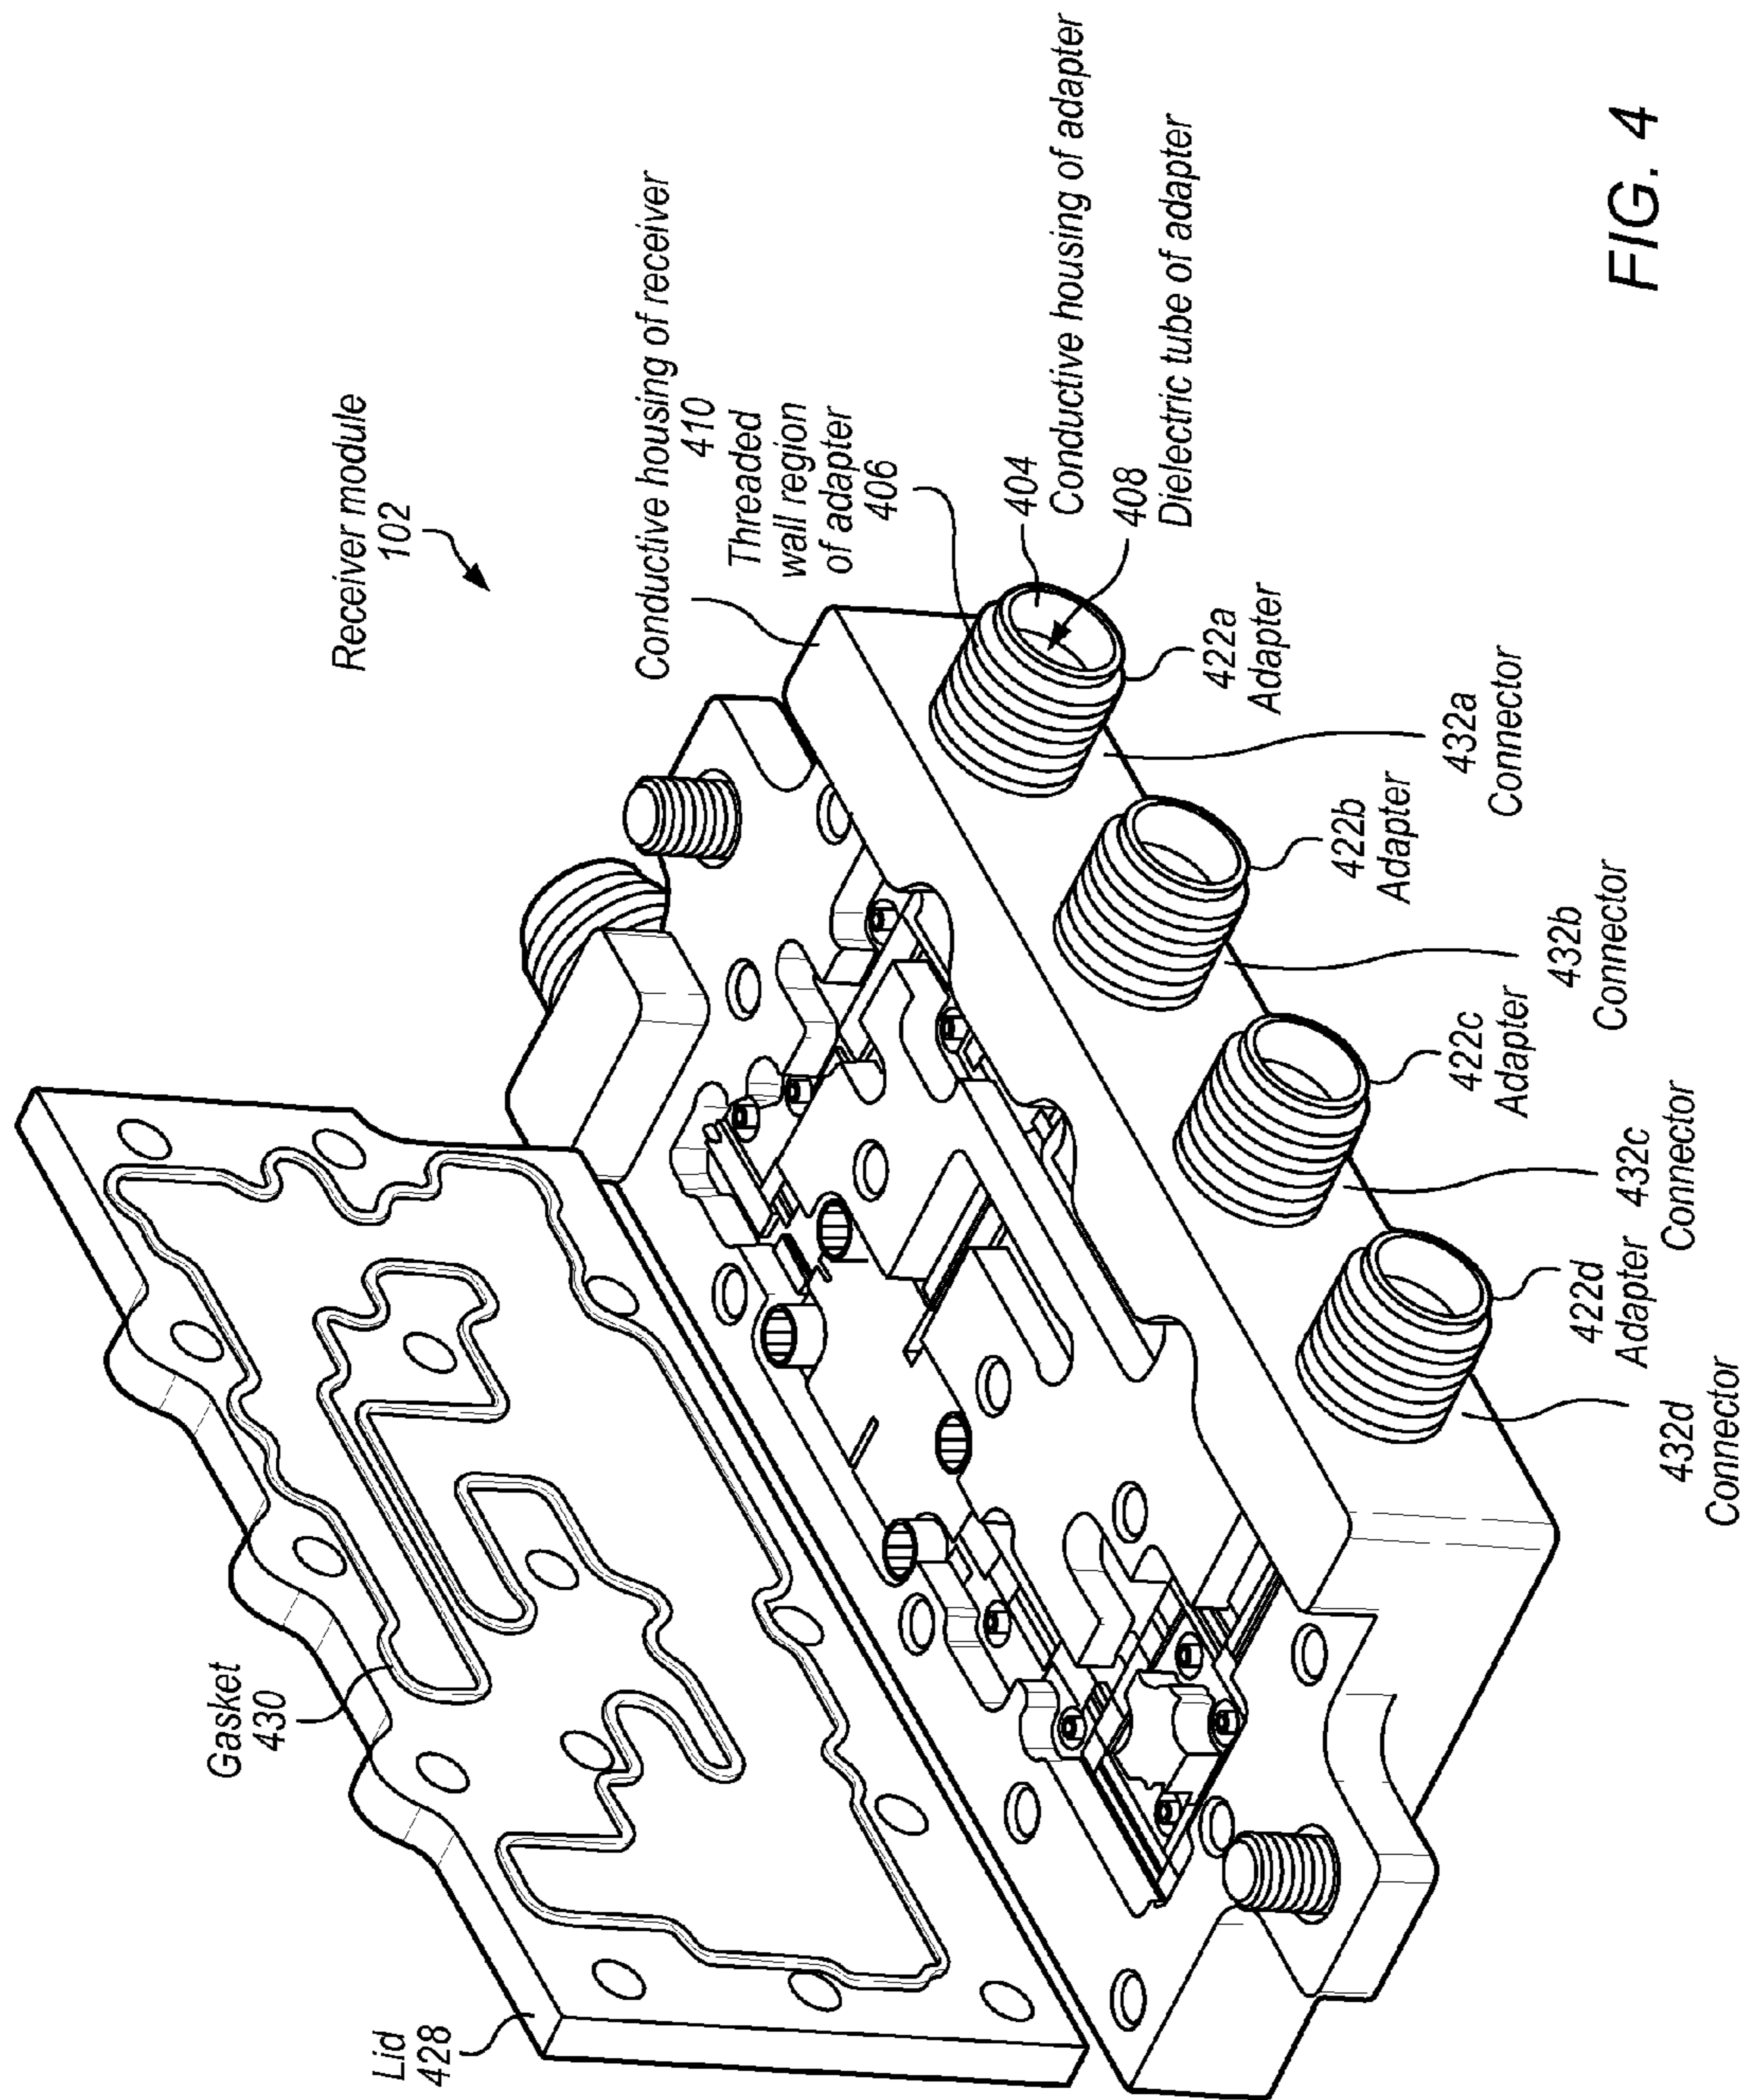 Receiver module
102
Conductive housing of receiver
410
Threaded
wall region
of adapter
406
404
Conductive housing of adapter
408
Dielectric tube of adapter
Gasket
430
Lid
428
422a
Adapter
432a
Connector
422b
Adapter
432b
Connector
422c
Adapter
432c
Connector
422d
Adapter
432d
Connector
FIG. 4